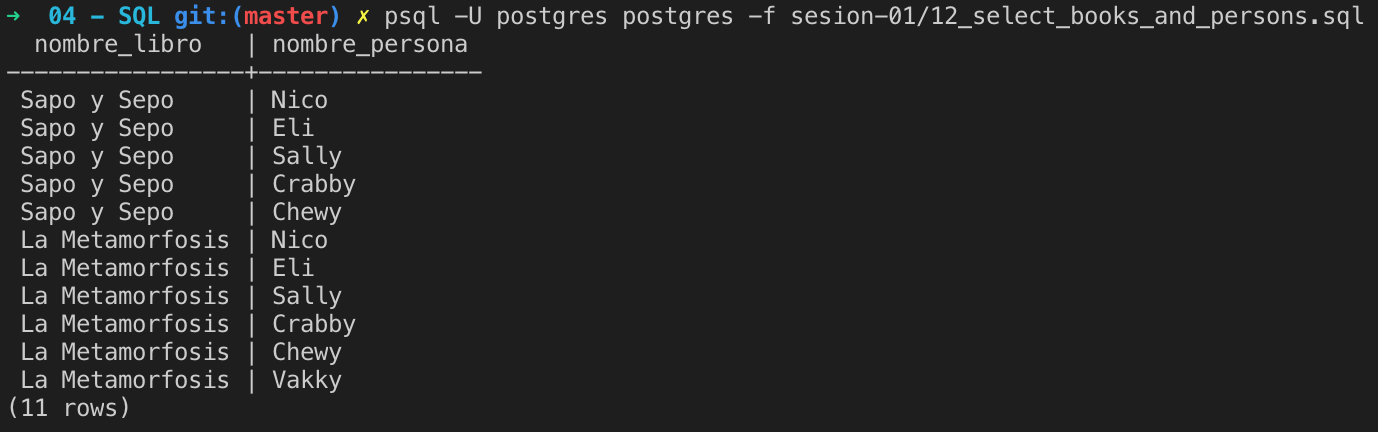 ➜  04 - SQL git:(master) ✗ psql -U postgres postgres -f sesion-01/12_select_books_and_persons.sql
  nombre_libro   | nombre_persona
-----------------+----------------
 Sapo y Sepo     | Nico
 Sapo y Sepo     | Eli
 Sapo y Sepo     | Sally
 Sapo y Sepo     | Crabby
 Sapo y Sepo     | Chewy
 La Metamorfosis | Nico
 La Metamorfosis | Eli
 La Metamorfosis | Sally
 La Metamorfosis | Crabby
 La Metamorfosis | Chewy
 La Metamorfosis | Vakky
(11 rows)